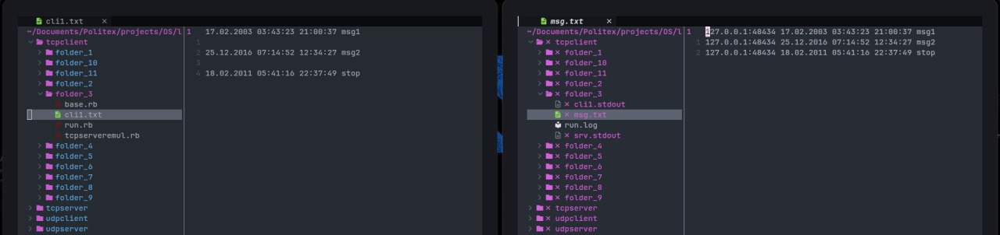 cli1.txt ×
~/Documents/Politex/projects/OS/l
tcpclient
folder_1
folder_10
folder_11
folder_2
folder_3
base.rb
cli1.txt
run.rb
tcpserveremul.rb
folder_4
folder_5
folder_6
folder_7
folder_8
folder_9
tcpserver
udpclient
udpserver
1 17.02.2003 03:43:23 21:00:37 msg1
1
2 25.12.2016 07:14:52 12:34:27 msg2
3
4 18.02.2011 05:41:16 22:37:49 stop
msg.txt ×
~/Documents/Politex/projects/OS/l
× tcpclient
× folder_1
× folder_10
× folder_11
× folder_2
× folder_3
× cli1.stdout
× msg.txt
run.log
× srv.stdout
× folder_4
× folder_5
× folder_6
× folder_7
× folder_8
× folder_9
× tcpserver
× udpclient
× udpserver
1 127.0.0.1:48434 17.02.2003 03:43:23 21:00:37 msg1
1 127.0.0.1:48434 25.12.2016 07:14:52 12:34:27 msg2
2 127.0.0.1:48434 18.02.2011 05:41:16 22:37:49 stop